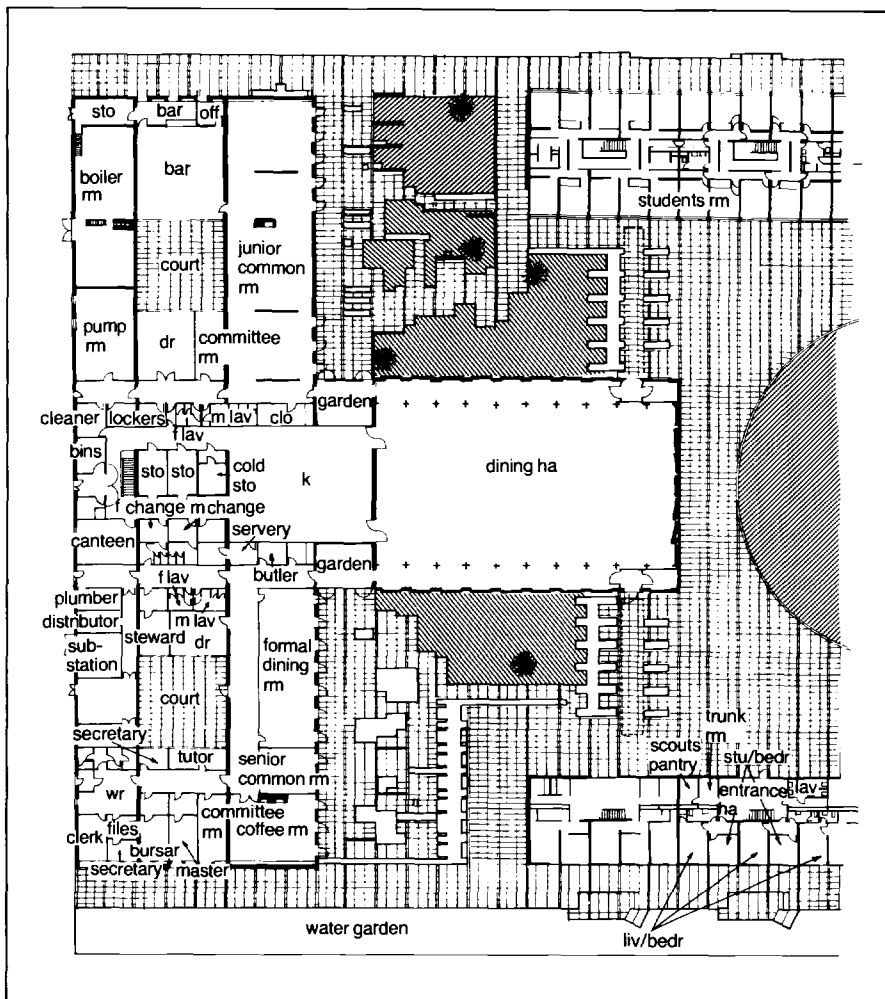 sto
bar
off
boiler
rm
bar
students rm
court
junior
common
rm
pump
rm
dr
committee
rm
garden
cleaner
lockers
m lav
clo
f lav
bins
sto
sto
cold
sto
k
dining ha
f
change
m change
servery
canteen
garden
butler
f lav
plumber
m lav
distributor
steward
dr
sub-
station
formal
dining
rm
court
trunk
rm
secretary
scouts
pantry
stu/bedr
tutor
senior
common rm
entrance
ha
lav
wr
committee
rm
coffee rm
clerk
files
bursar
secretary
master
water garden
liv/bedr